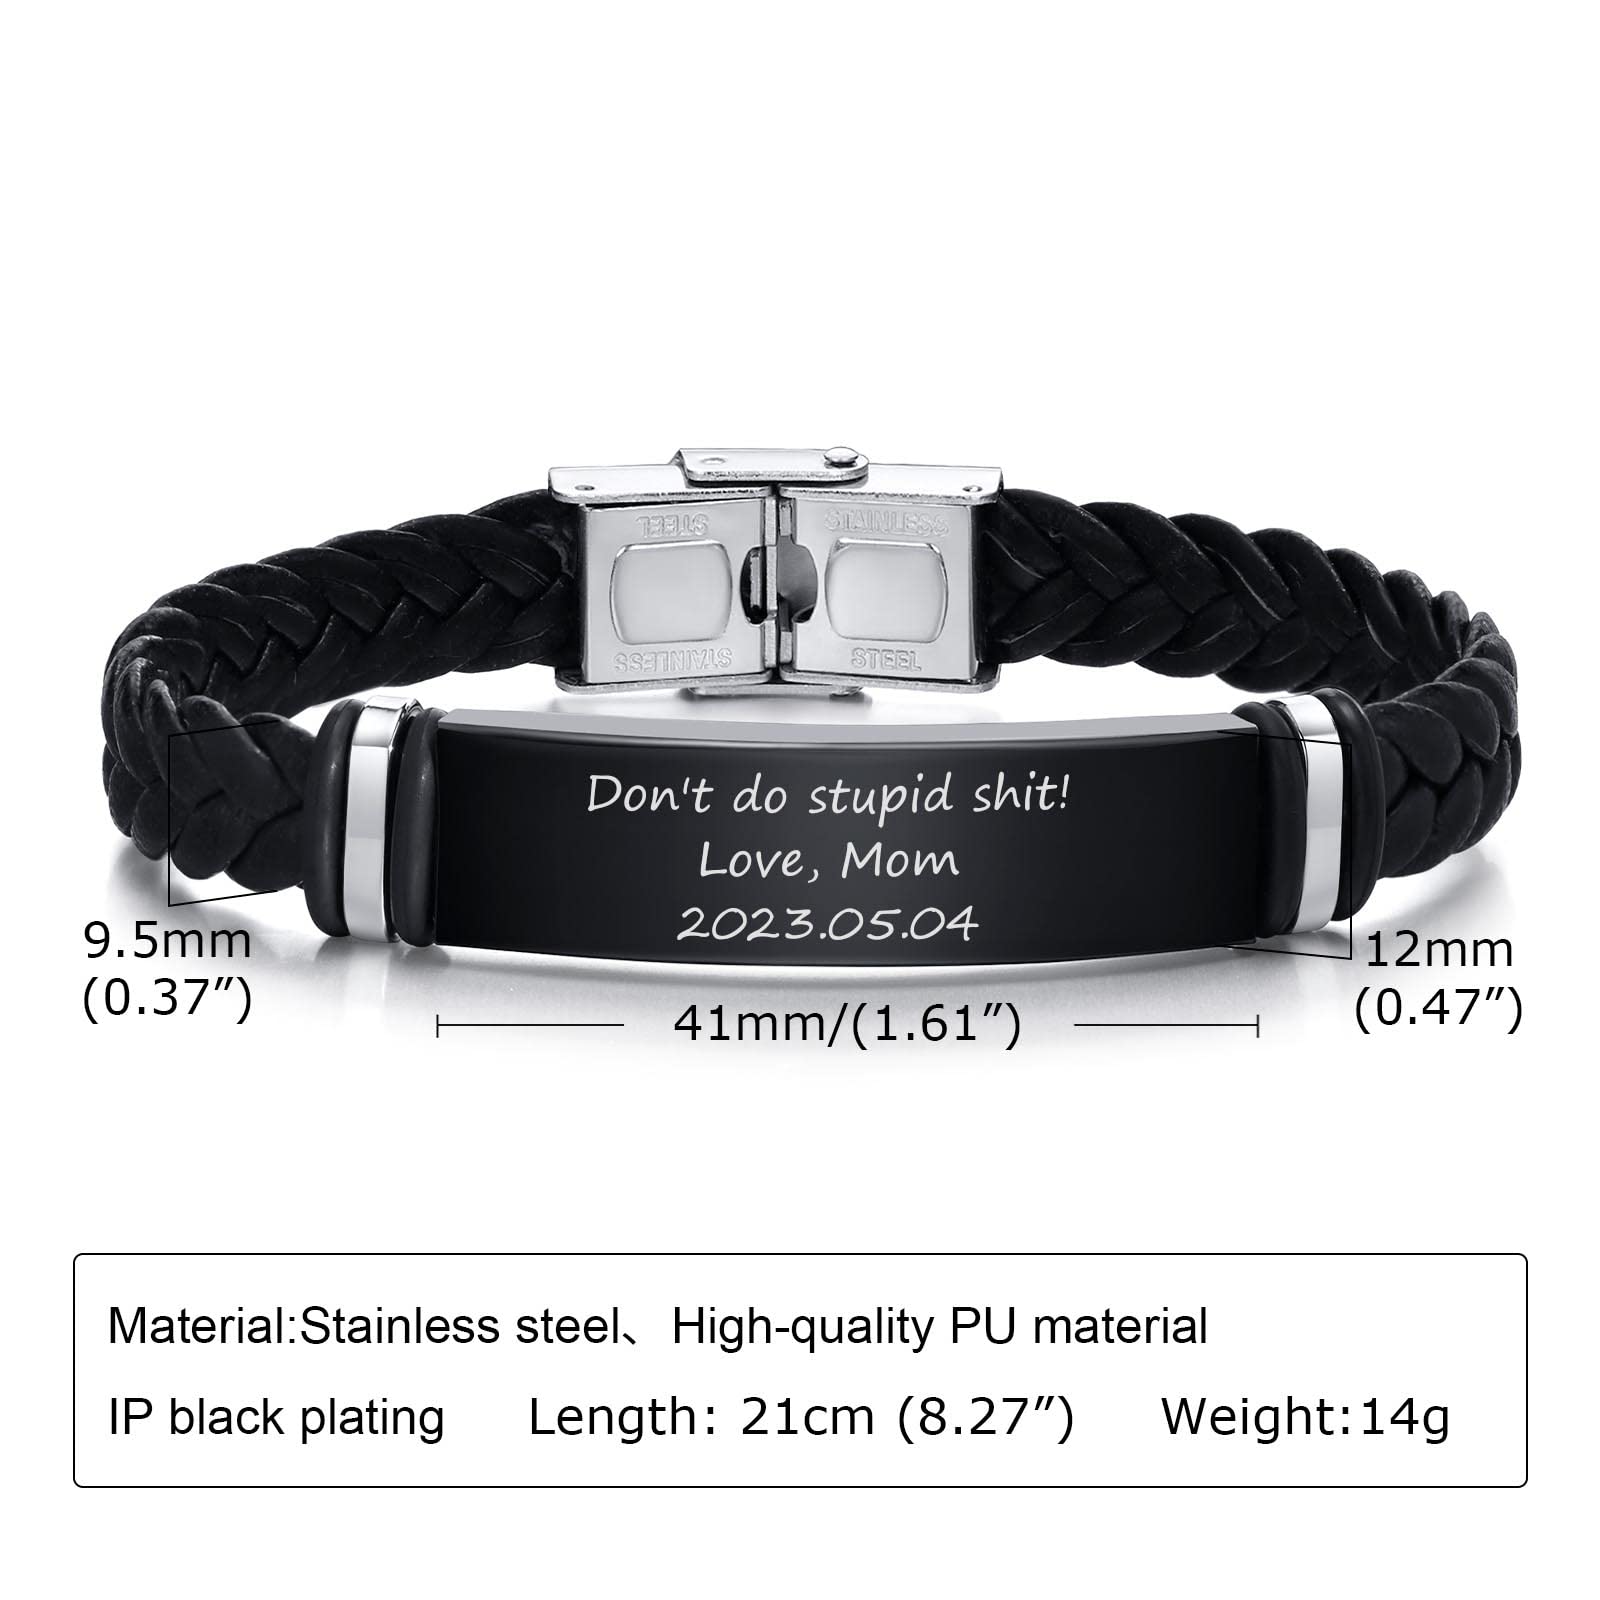 STEEL
STAINLESS
STAINLESS
STEEL
Don't do stupid shit!
Love, Mom
2023.05.04
9.5mm
(0.37″)
41mm/(1.61″)
12mm
(0.47″)
Material:Stainless steel、High-quality PU material
IP black plating Length: 21cm (8.27″) Weight:14g